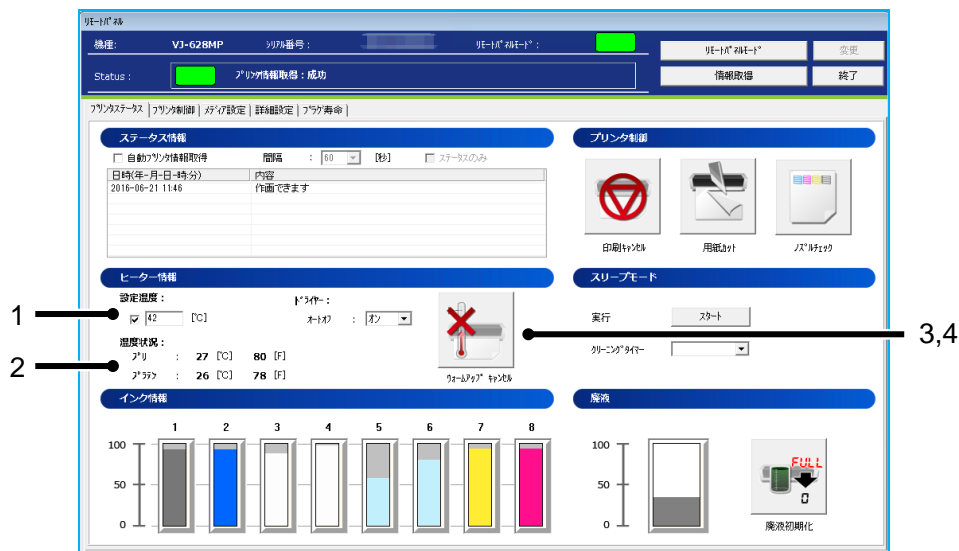 ﾘﾓｰﾄﾊﾟﾈﾙ
機種: VJ-628MP ｼﾘｱﾙ番号: ﾘﾓｰﾄﾊﾟﾈﾙﾓｰﾄﾞ:
ﾘﾓｰﾄﾊﾟﾈﾙﾓｰﾄﾞ 変更
Status: ﾌﾟﾘﾝﾀ情報取得:成功
情報取得 終了
ﾌﾟﾘﾝﾀｽﾃｰﾀｽ ﾌﾟﾘﾝﾀ制御 ﾒﾃﾞｨｱ設定 詳細設定 ﾌﾟﾗｸﾞ寿命
ステータス情報
自動ﾌﾟﾘﾝﾀ情報取得 間隔 : 60 [秒] ｽﾃｰﾀｽのみ
日時(年-月-日-時:分) 内容
2016-06-21 11:46 作画できます
プリンタ制御
印刷ｷｬﾝｾﾙ 用紙ｶｯﾄ ﾉｽﾞﾙﾁｪｯｸ
ヒーター情報
設定温度: ﾄﾞﾗｲﾔｰ:
1 42 [℃] ｵｰﾄｵﾌ : オン
温度状況:
2 ﾌﾟﾘ : 27 [℃] 80 [F]
ﾌﾟﾗﾃﾝ : 26 [℃] 78 [F]
ｳｫｰﾑｱｯﾌﾟ ｷｬﾝｾﾙ
3,4
スリープモード
実行 ｽﾀｰﾄ
ｸﾘｰﾆﾝｸﾞﾀｲﾏｰ
インク情報
1 2 3 4 5 6 7 8
100
50
0
廃液
100
50
0
FULL
0
廃液初期化